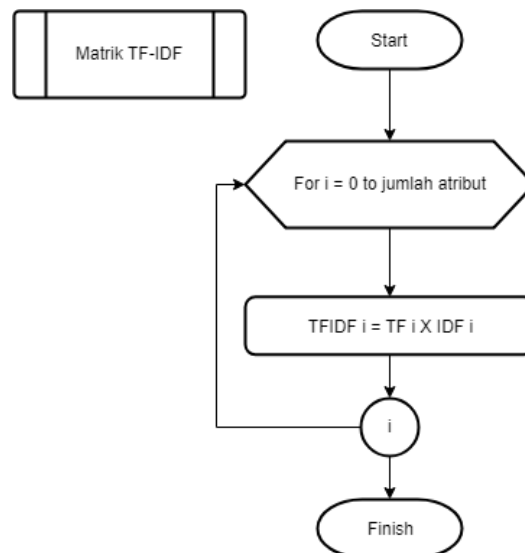 Matrik TF-IDF
Start
For i = 0 to jumlah atribut
TFIDF i = TF i X IDF i
i
Finish